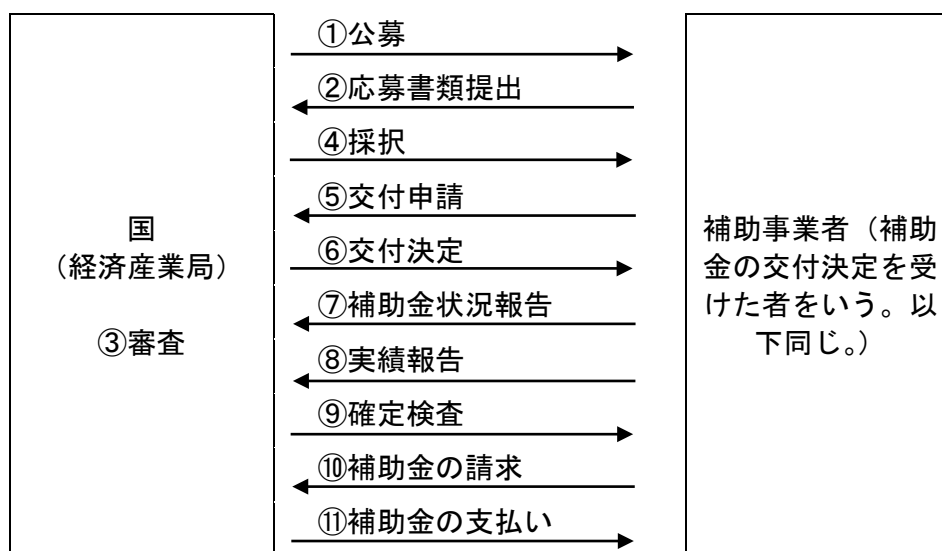 ①公募
②応募書類提出
④採択
⑤交付申請
⑥交付決定
⑦補助金状況報告
⑧実績報告
⑨確定検査
⑩補助金の請求
⑪補助金の支払い
国
（経済産業局）
③審査
補助事業者（補助
金の交付決定を受
けた者をいう。以
下同じ。）